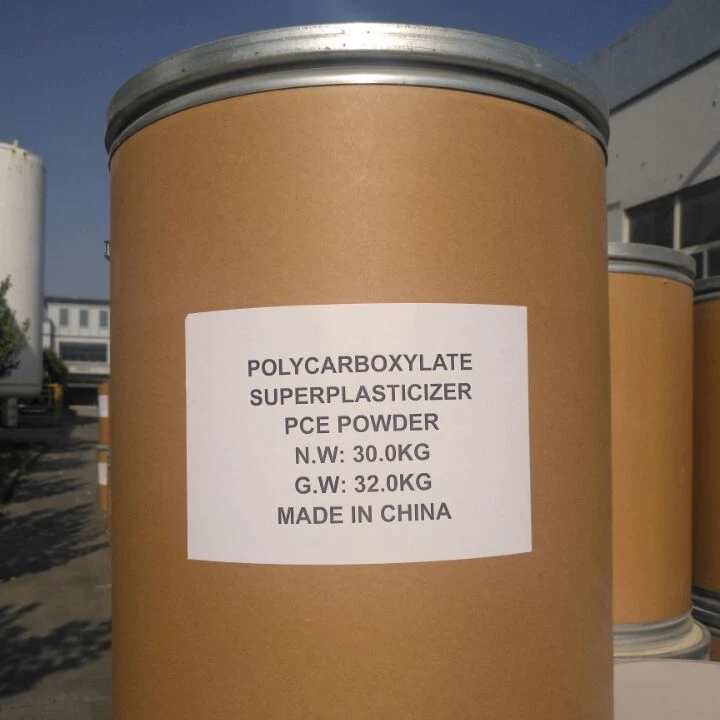 POLYCARBOXYLATE
SUPERPLASTICIZER
PCE POWDER
N.W: 30.0KG
G.W: 32.0KG
MADE IN CHINA